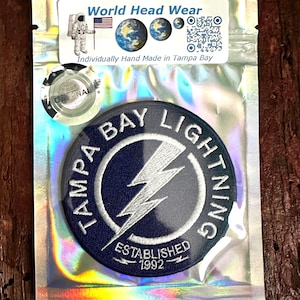 World Head Wear
Individually Hand Made in Tampa Bay
TAMPA BAY LIGHTNING
ESTABLISHED
1992